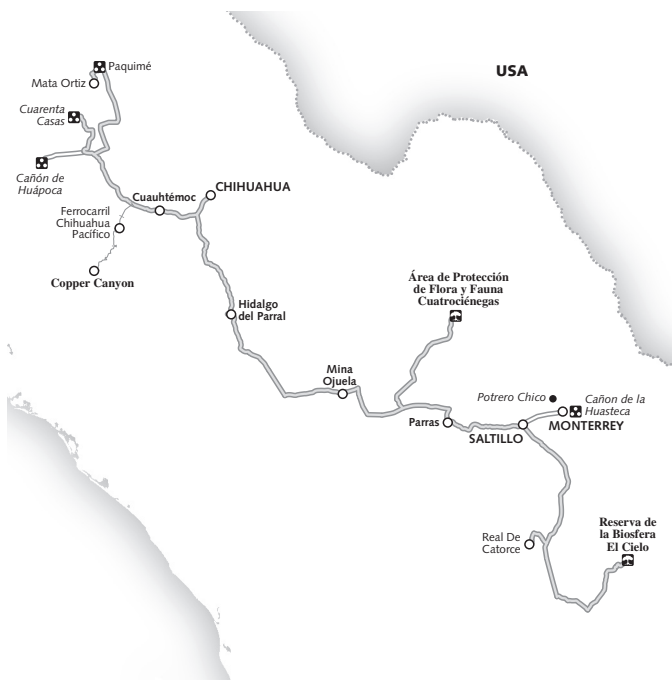 USA
Paquimé
Mata Ortiz
Cuarenta
Casas
Cañón de
Huápoca
Cuauhtémoc
CHIHUAHUA
Ferrocarril
Chihuahua
Pacífico
Copper Canyon
Área de Protección
de Flora y Fauna
Cuatrociénegas
Hidalgo
del Parral
Mina
Ojuela
Potrero Chico
Cañon de la
Huasteca
Parras
SALTILLO
MONTERREY
Real De
Catorce
Reserva de
la Biosfera
El Cielo